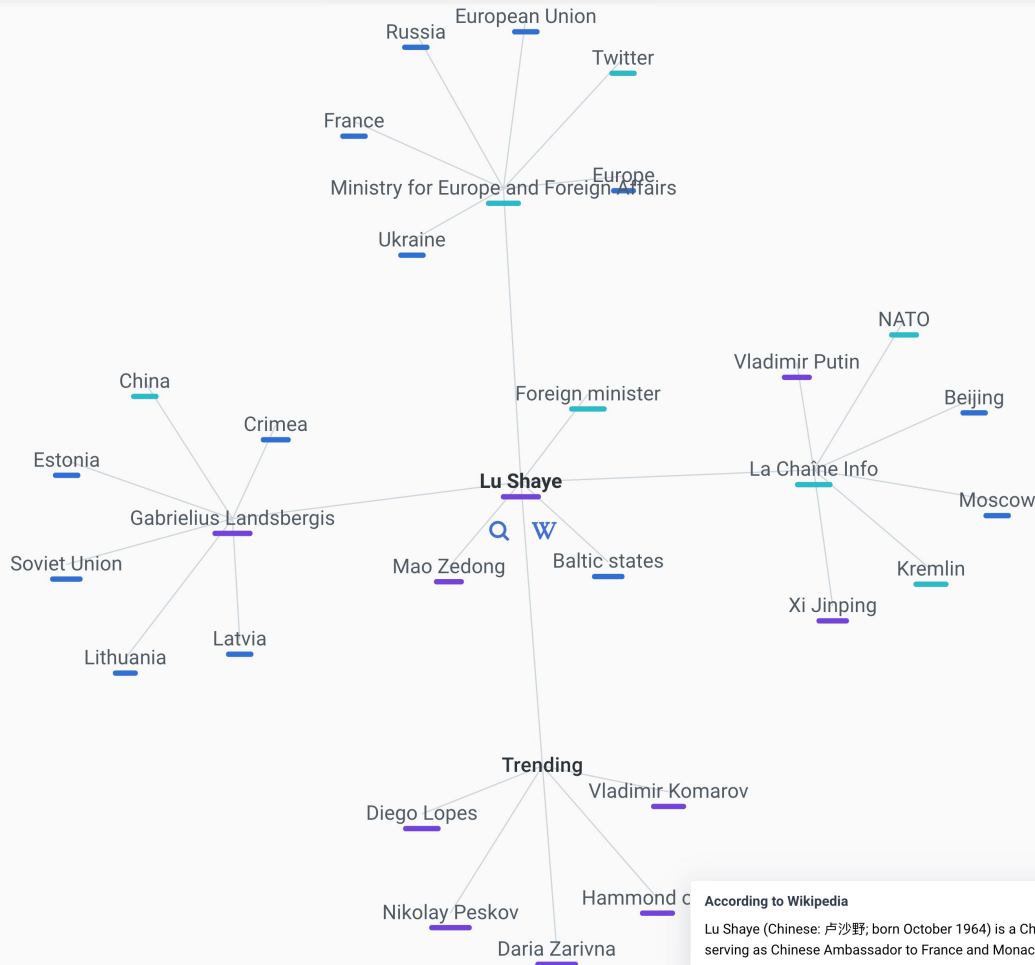 European Union
Russia
Twitter
France
Europe
Ministry for Europe and Foreign Affairs
Ukraine
NATO
Vladimir Putin
China
Foreign minister
Beijing
Crimea
Estonia
La Chaîne Info
Lu Shaye
Moscow
Gabrielius Landsbergis
W
Soviet Union
Mao Zedong
Baltic states
Kremlin
Xi Jinping
Latvia
Lithuania
Trending
Vladimir Komarov
Diego Lopes
Hammond
Nikolay Peskov
Daria Zarivna
According to Wikipedia
Lu Shaye (Chinese: 卢沙野; born October 1964) is a Ch
serving as Chinese Ambassador to France and Monac